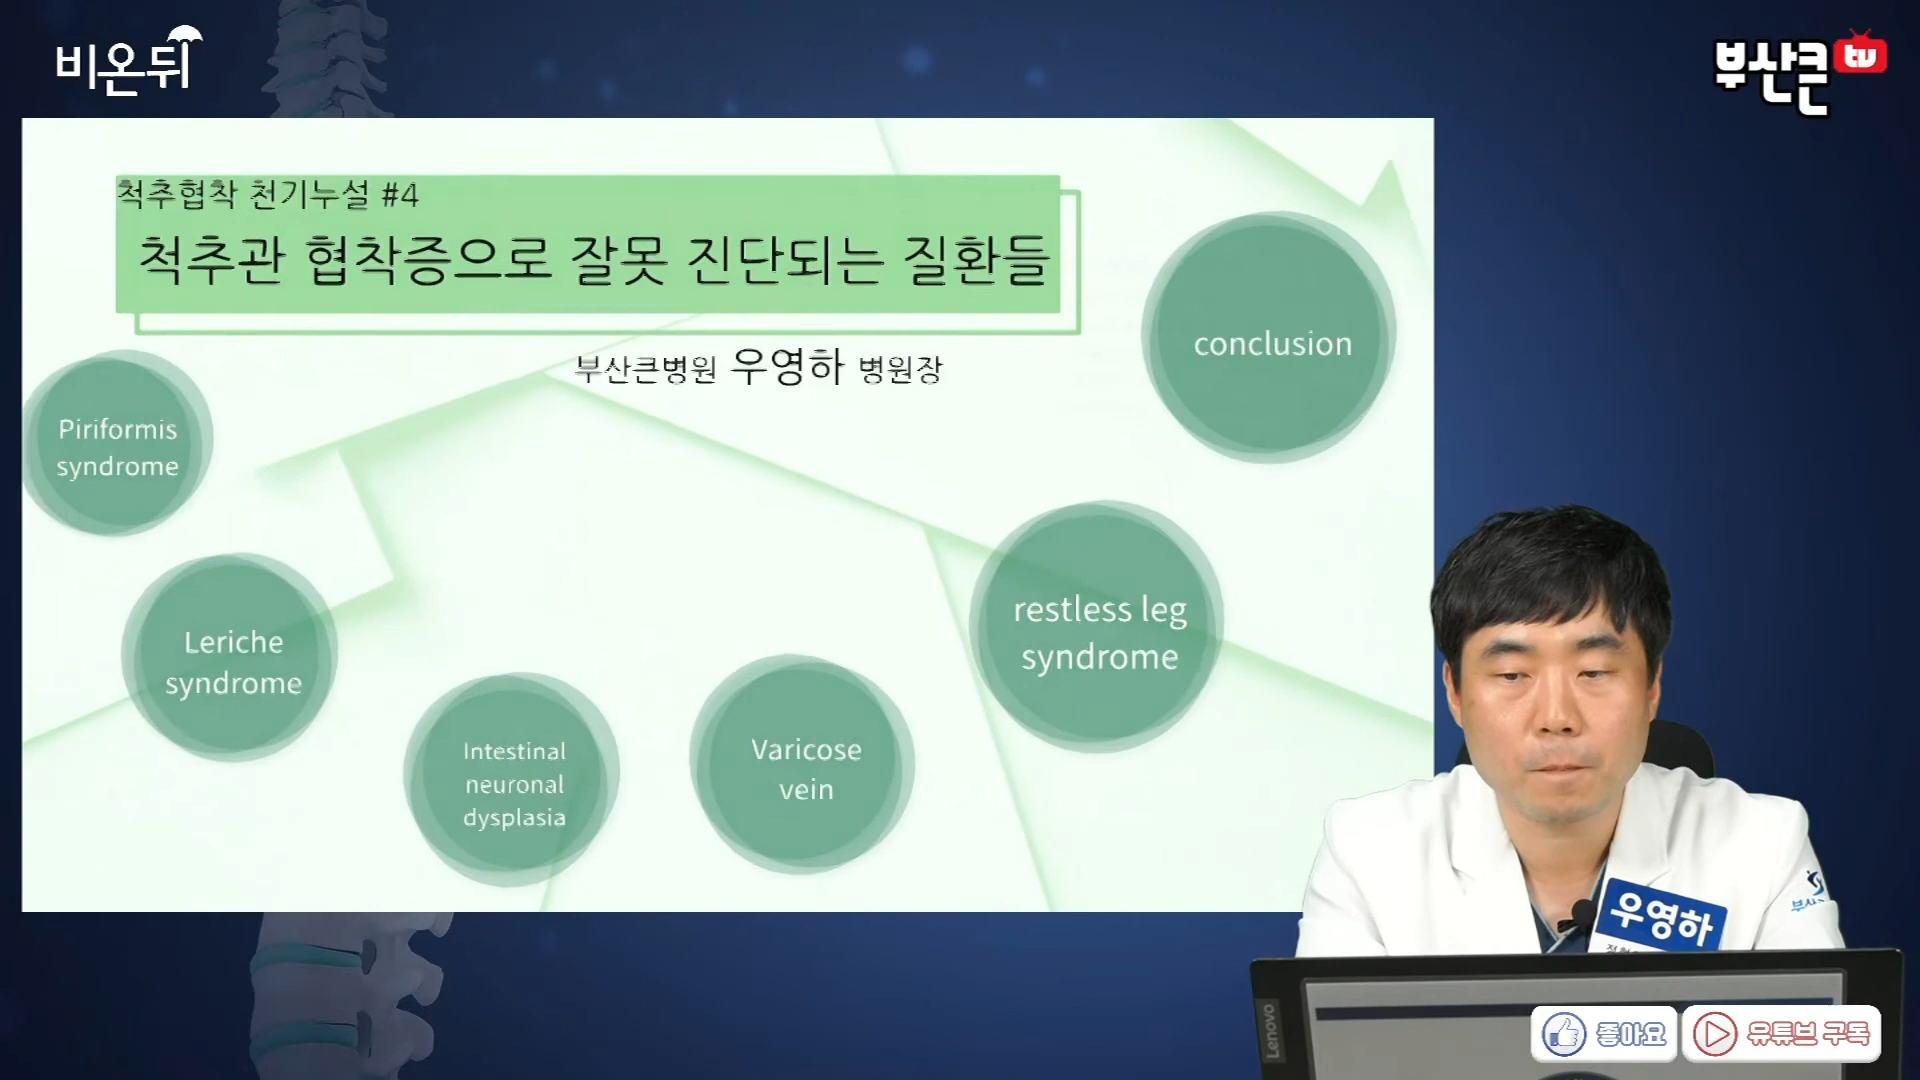 비온뒤
부산큰 tv
척추협착 천기누설 #4
척추관 협착증으로 잘못 진단되는 질환들
부산큰병원 우영하 병원장
conclusion
Piriformis
syndrome
Leriche
syndrome
Intestinal
neuronal
dysplasia
Varicose
vein
restless leg
syndrome
우영하
Lenovo
좋아요
유튜브 구독